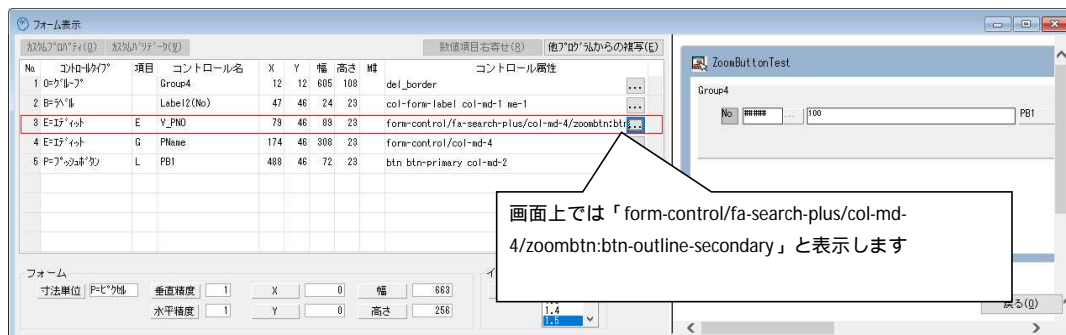 フォーム表示
カスタムプロパティ(Q) カスタムバリデータ(V) 数値項目右寄せ(R) 他プログラムからの複写(E)
No. コントロールタイプ 項目 コントロール名 X Y 幅 高さ コントロール属性
1 O=グループ Group4 12 12 605 108 del_border ...
2 B=ラベル Label2(No) 47 46 24 23 col-form-label col-md-1 me-1 ...
3 E=エディット E V_PNO 79 46 89 23 form-control/fa-search-plus/col-md-4/zoombtn:btn ...
4 E=エディット G PName 174 46 308 23 form-control/col-md-4 ...
5 P=プッシュボタン L PB1 488 46 72 23 btn btn-primary col-md-2 ...
フォーム
寸法単位 P=ピクセル 垂直精度 1 X 0 幅 663
水平精度 1 Y 0 高さ 256
1.4
1.5
ZoomButtonTest
Group4
No ##### ... 100 PB1
画面上では「form-control/fa-search-plus/col-md-
4/zoombtn:btn-outline-secondary」と表示します
戻る(Q)